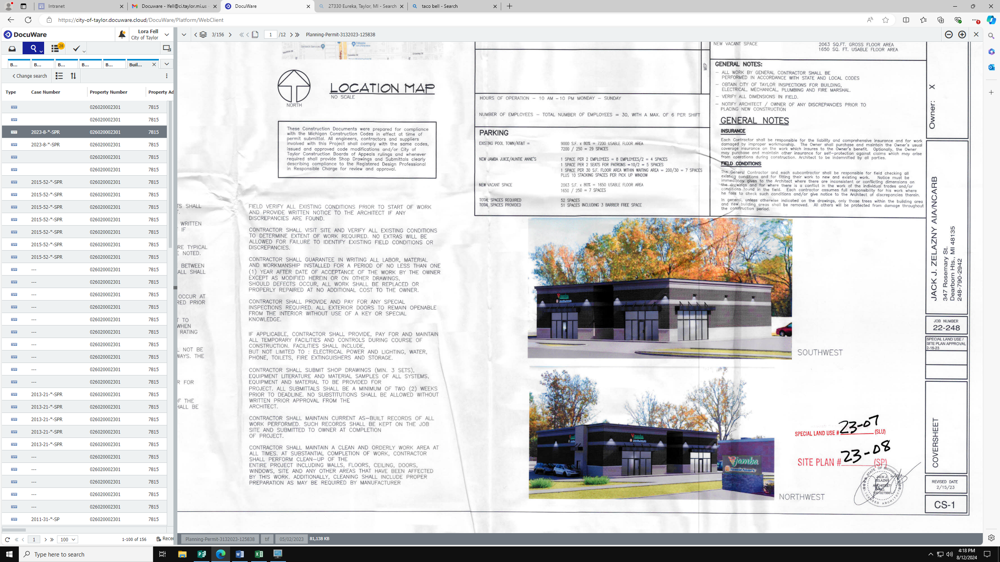 Intranet
Docuware - lfell@ci.taylor.mi.us -
DocuWare
27330 Eureka, Taylor, MI - Search
taco bell - Search
https://city-of-taylor.docuware.cloud/DocuWare/Platform/WebClient
DocuWare
Lora Fell
City of Taylor
28
3/156
1 /12
Planning-Permit-3132023-125838
B... B... B... B... B... Buil...
Change search
Type Case Number Property Number Property Ad
TIFF 026020002301 7815
TIFF 026020002301 7815
TIFF 2023-8-*-SPR 026020002301 7815
TIFF 2023-8-*-SPR 026020002301 7815
TIFF 026020002301 7815
TIFF 026020002301 7815
TIFF 2015-52-*-SPR 026020002301 7815
TIFF 2015-52-*-SPR 026020002301 7815
TIFF 2015-52-*-SPR 026020002301 7815
TIFF 2015-52-*-SPR 026020002301 7815
TIFF 2015-52-*-SPR 026020002301 7815
TIFF 2015-52-*-SPR 026020002301 7815
TIFF 2015-52-*-SPR 026020002301 7815
TIFF --- 026020002301 7815
TIFF --- 026020002301 7815
TIFF --- 026020002301 7815
TIFF --- 026020002301 7815
TIFF --- 026020002301 7815
TIFF --- 026020002301 7815
TIFF --- 026020002301 7815
TIFF --- 026020002301 7815
TIFF --- 026020002301 7815
TIFF --- 026020002301 7815
TIFF 2013-21-*-SPR 026020002301 7815
TIFF 2013-21-*-SPR 026020002301 7815
TIFF 2013-21-*-SPR 026020002301 7815
TIFF 2013-21-*-SPR 026020002301 7815
TIFF 2013-21-*-SPR 026020002301 7815
TIFF --- 026020002301 7815
TIFF --- 026020002301 7815
TIFF --- 026020002301 7815
TIFF --- 026020002301 7815
TIFF --- 026020002301 7815
TIFF 2011-31-*-SP 026020002301 7815
1
100
1-100 of 156
Recer
TS SHALL
T.
WRITTEN
IF
RE TYPICAL
E NOTED.
BETWEEN
ALL SHALL
OCCUR AT
RED PRIOR
T TO
WHEN
RATING
L NOT BE
WAYS. THE
R FOR
OF THE
HALL BE
Crowley St
Crowley St
LOCATION MAP
NO SCALE
NORTH
These Construction Documents were prepared for compliance
with the Michigan Construction Codes in effect at time of
permit submittal. All engineers, contractors and suppliers
involved with this Project shall comply with the same codes,
issued and approved code modifications and/or City of
Taylor Construction Boards of Appeals rulings and whenever
required shall provide Shop Drawings and Submittals clearly
describing compliance to the Registered Design Professional
in Responsible Charge for review and approval.
FIELD VERIFY ALL EXISTING CONDITIONS PRIOR TO START OF WORK
AND PROVIDE WRITTEN NOTICE TO THE ARCHITECT IF ANY
DISCREPANCIES ARE FOUND.
CONTRACTOR SHALL VISIT SITE AND VERIFY ALL EXISTING CONDITIONS
TO DETERMINE EXTENT OF WORK REQUIRED. NO EXTRAS WILL BE
ALLOWED FOR FAILURE TO IDENTIFY EXISTING FIELD CONDITIONS OR
DISCREPANCIES.
CONTRACTOR SHALL GUARANTEE IN WRITING ALL LABOR, MATERIAL
AND WORKMANSHIP INSTALLED FOR A PERIOD OF NO LESS THAN ONE
(1) YEAR AFTER DATE OF ACCEPTANCE OF THE WORK BY THE OWNER
EXCEPT AS MODIFIED HEREIN OR ON OTHER DRAWINGS,
SHOULD DEFECTS OCCUR, ALL WORK SHALL BE REPLACED OR
PROPERLY REPAIRED AT NO ADDITIONAL COST TO THE OWNER.
CONTRACTOR SHALL PROVIDE AND PAY FOR ANY SPECIAL
INSPECTIONS REQUIRED. ALL EXTERIOR DOORS TO REMAIN OPENABLE
FROM THE INTERIOR WITHOUT USE OF A KEY OR SPECIAL
KNOWLEDGE.
IF APPLICABLE, CONTRACTOR SHALL PROVIDE, PAY FOR AND MAINTAIN
ALL TEMPORARY FACILITIES AND CONTROLS DURING COURSE OF
CONSTRUCTION. FACILITIES SHALL INCLUDE,
BUT NOT LIMITED TO : ELECTRICAL POWER AND LIGHTING, WATER,
PHONE, TOILETS, FIRE EXTINGUISHERS AND STORAGE.
CONTRACTOR SHALL SUBMIT SHOP DRAWINGS (MIN. 3 SETS),
EQUIPMENT LITERATURE AND MATERIAL SAMPLES OF ALL SYSTEMS,
EQUIPMENT AND MATERIAL TO BE PROVIDED FOR
PROJECT. ALL SUBMITTALS SHALL BE A MINIMUM OF TWO (2) WEEKS
PRIOR TO DEADLINE. NO SUBSTITUTIONS SHALL BE ALLOWED WITHOUT
WRITTEN PRIOR APPROVAL FROM THE
ARCHITECT.
CONTRACTOR SHALL MAINTAIN CURRENT AS-BUILT RECORDS OF ALL
WORK PERFORMED. SUCH RECORDS SHALL BE KEPT ON THE JOB
SITE AND SUBMITTED TO OWNER AT COMPLETION
OF PROJECT.
CONTRACTOR SHALL MAINTAIN A CLEAN AND ORDERLY WORK AREA AT
ALL TIMES. AT SUBSTANTIAL COMPLETION OF WORK, CONTRACTOR
SHALL PERFORM CLEAN-UP OF THE
ENTIRE PROJECT INCLUDING WALLS, FLOORS, CEILING, DOORS,
WINDOWS, SITE AND ANY OTHER AREAS THAT HAVE BEEN AFFECTED
BY THIS WORK. ADDITIONALLY, CLEANING SHALL INCLUDE PROPER
PREPARATION AS MAY BE REQUIRED BY MANUFACTURER
MEP
HOURS OF OPERATION - 10 AM -10 PM MONDAY - SUNDAY
NUMBER OF EMPLOYEES - TOTAL NUMBER OF EMPLOYEES = 30, WITH A MAX. OF 6 PER SHIFT
PARKING
EXISTING POOL TOWN/AT&T = 9000 S.F. x 80% = 7200 USABLE FLOOR AREA
7200 / 250 = 29 SPACES
NEW JAMBA JUICE/AUNTIE ANNE'S 1 SPACE PER 2 EMPLOYEES = 8 EMPLOYEES/2 = 4 SPACES
1 SPACE PER 2 SEATS FOR PATRONS =10/2 = 5 SPACES
1 SPACE PER 30 S.F. FLOOR AREA WITHIN WAITING AREA = 200/30 = 7 SPACES
PLUS 10 STACKING SPACES PER PICK UP WINDOW
NEW VACANT SPACE 2063 S.F. x 80% = 1650 USABLE FLOOR AREA
1650 / 250 = 7 SPACES
TOTAL SPACES REQUIRED 52 SPACES
TOTAL SPACES PROVIDED 51 SPACES INCLUDING 3 BARRIER FREE SPACE
NEW VACANT SPACE 2063 SQ.FT. GROSS FLOOR AREA
1650 SQ. FT. USABLE FLOOR AREA
GENERAL NOTES:
- ALL WORK BY GENERAL CONTRACTOR SHALL BE
PERFORMED IN ACCORDANCE WITH STATE AND LOCAL CODES
- OBTAIN CITY OF TAYLOR INSPECTIONS FOR BUILDING,
ELECTRICAL, MECHANICAL, PLUMBING AND FIRE MARSHAL.
- VERIFY ALL DIMENSIONS IN FIELD.
- NOTIFY ARCHITECT / OWNER OF ANY DISCREPANCIES PRIOR TO
PLACING NEW CONSTRUCTION
GENERAL NOTES
INSURANCE
Each Contractor shall be responsible for the liability and comprehensive insurance and for work
damaged by improper workmanship. The Owner shall purchase and maintain the Owner's usual
coverage insurance on the work which insures to the Owner's benefit. Optionally, the Owner
may purchase and maintain other insurance for self-protection against claims which may arise
from operations during construction. Architect to be indemnified by all parties.
FIELD CONDITIONS
The General Contractor and each subcontractor shall be responsible for field checking all
existing conditions and for fitting their work to new and existing work. Notice must be
immediately given to the Architect where there are inconsistent or conflicting dimensions on
the drawings and for where there is a conflict in the work of the individual trades and/or
conditions found in the field. Each contractor assumes full responsibility for his work where
he fails to check such conditions and/or give notice to the Architect of discrepancies therein.
In general, unless otherwise indicated on the drawings, only those trees within the building area
and new building areas shall be removed. All others will be protected from damage throughout
the construction period.
SOUTHWEST
jamba
AuntieAnne's
NORTHWEST
SPECIAL LAND USE # 23-07 (SLU)
SITE PLAN # 23-08 (SP)
STATE OF MICHIGAN
JACK J.
ZELAZNY
ARCHITECT
NO.
1301027998
LICENSED ARCHITECT
Owner: X
JACK J. ZELAZNY AIA/NCARB
347 Rosemary St.
Dearborn Hts., MI 48135
248-790-2942
JOB NUMBER
22-248
SPECIAL LAND USE /
SITE PLAN APPROVAL
2-16-23
COVERSHEET
REVISED DATE
2/15/23
CS-1
Planning-Permit-3132023-125838 tif 05/02/2023 81,138 KB
Type here to search
4:18 PM
8/12/2024